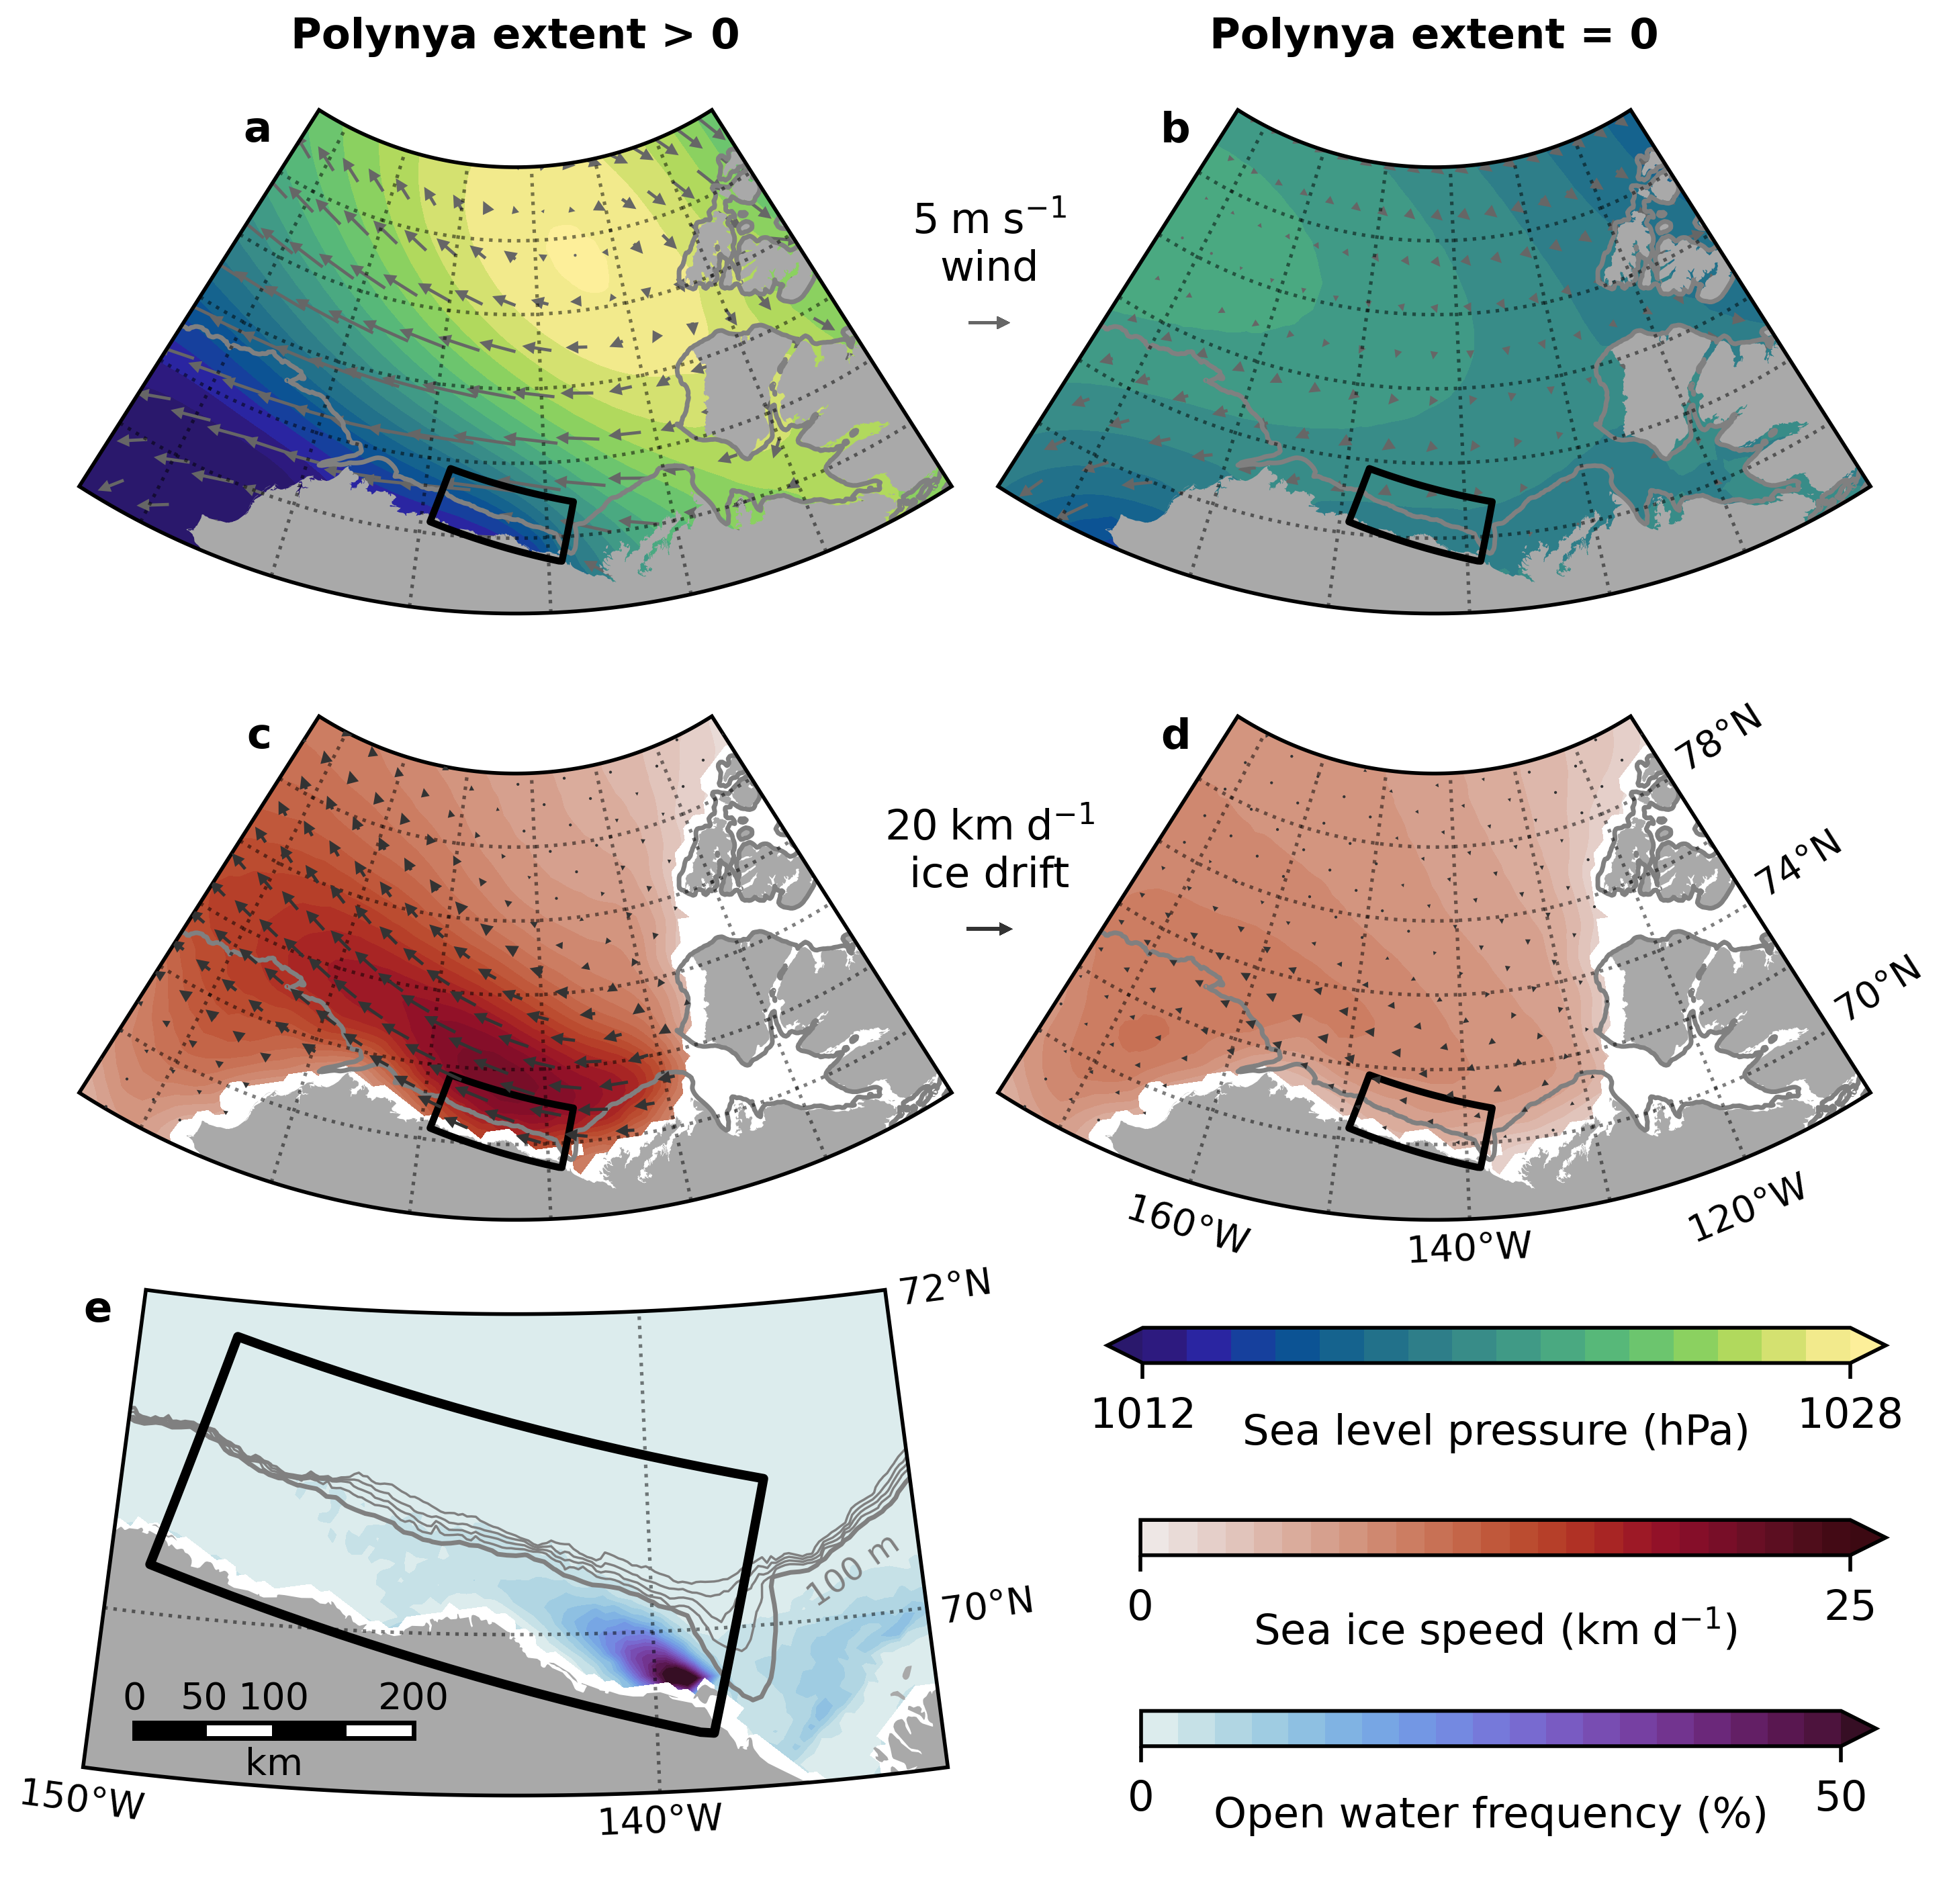 Polynya extent > 0
Polynya extent = 0
a
b
5 m s⁻¹
wind
c
d
78°N
20 km d⁻¹
ice drift
74°N
70°N
160°W
140°W
120°W
e
72°N
100 m
70°N
0 50 100 200
km
150°W
140°W
1012 1028
Sea level pressure (hPa)
0 25
Sea ice speed (km d⁻¹)
0 50
Open water frequency (%)